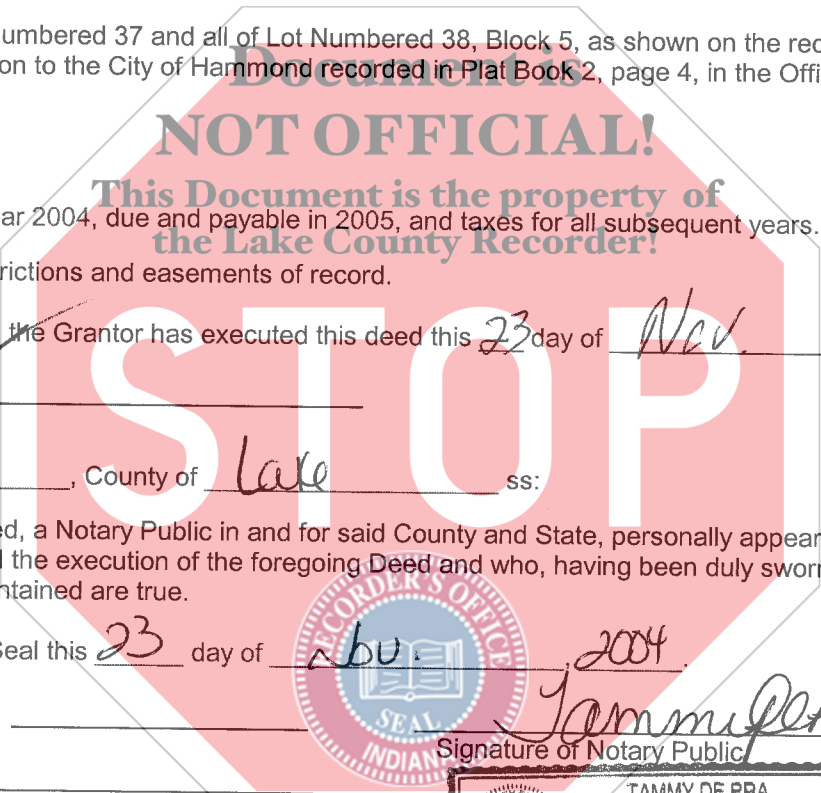 umbered 37 and all of Lot Numbered 38, Block 5, as shown on the rec
Document is
on to the City of Hammond recorded in Plat Book 2, page 4, in the Offi
NOT OFFICIAL!
This Document is the property of
ar 2004, due and payable in 2005, and taxes for all subsequent years.
the Lake County Recorder!
rictions and easements of record.
the Grantor has executed this deed this 23 day of Nov.
STOP
, County of Lake ss:
ed, a Notary Public in and for said County and State, personally appear
the execution of the foregoing Deed and who, having been duly sworn
ntained are true.
RECORDER'S OFFICE
Seal this 23 day of Nov. , 2004.
SEAL
INDIANA
Signature of Notary Public